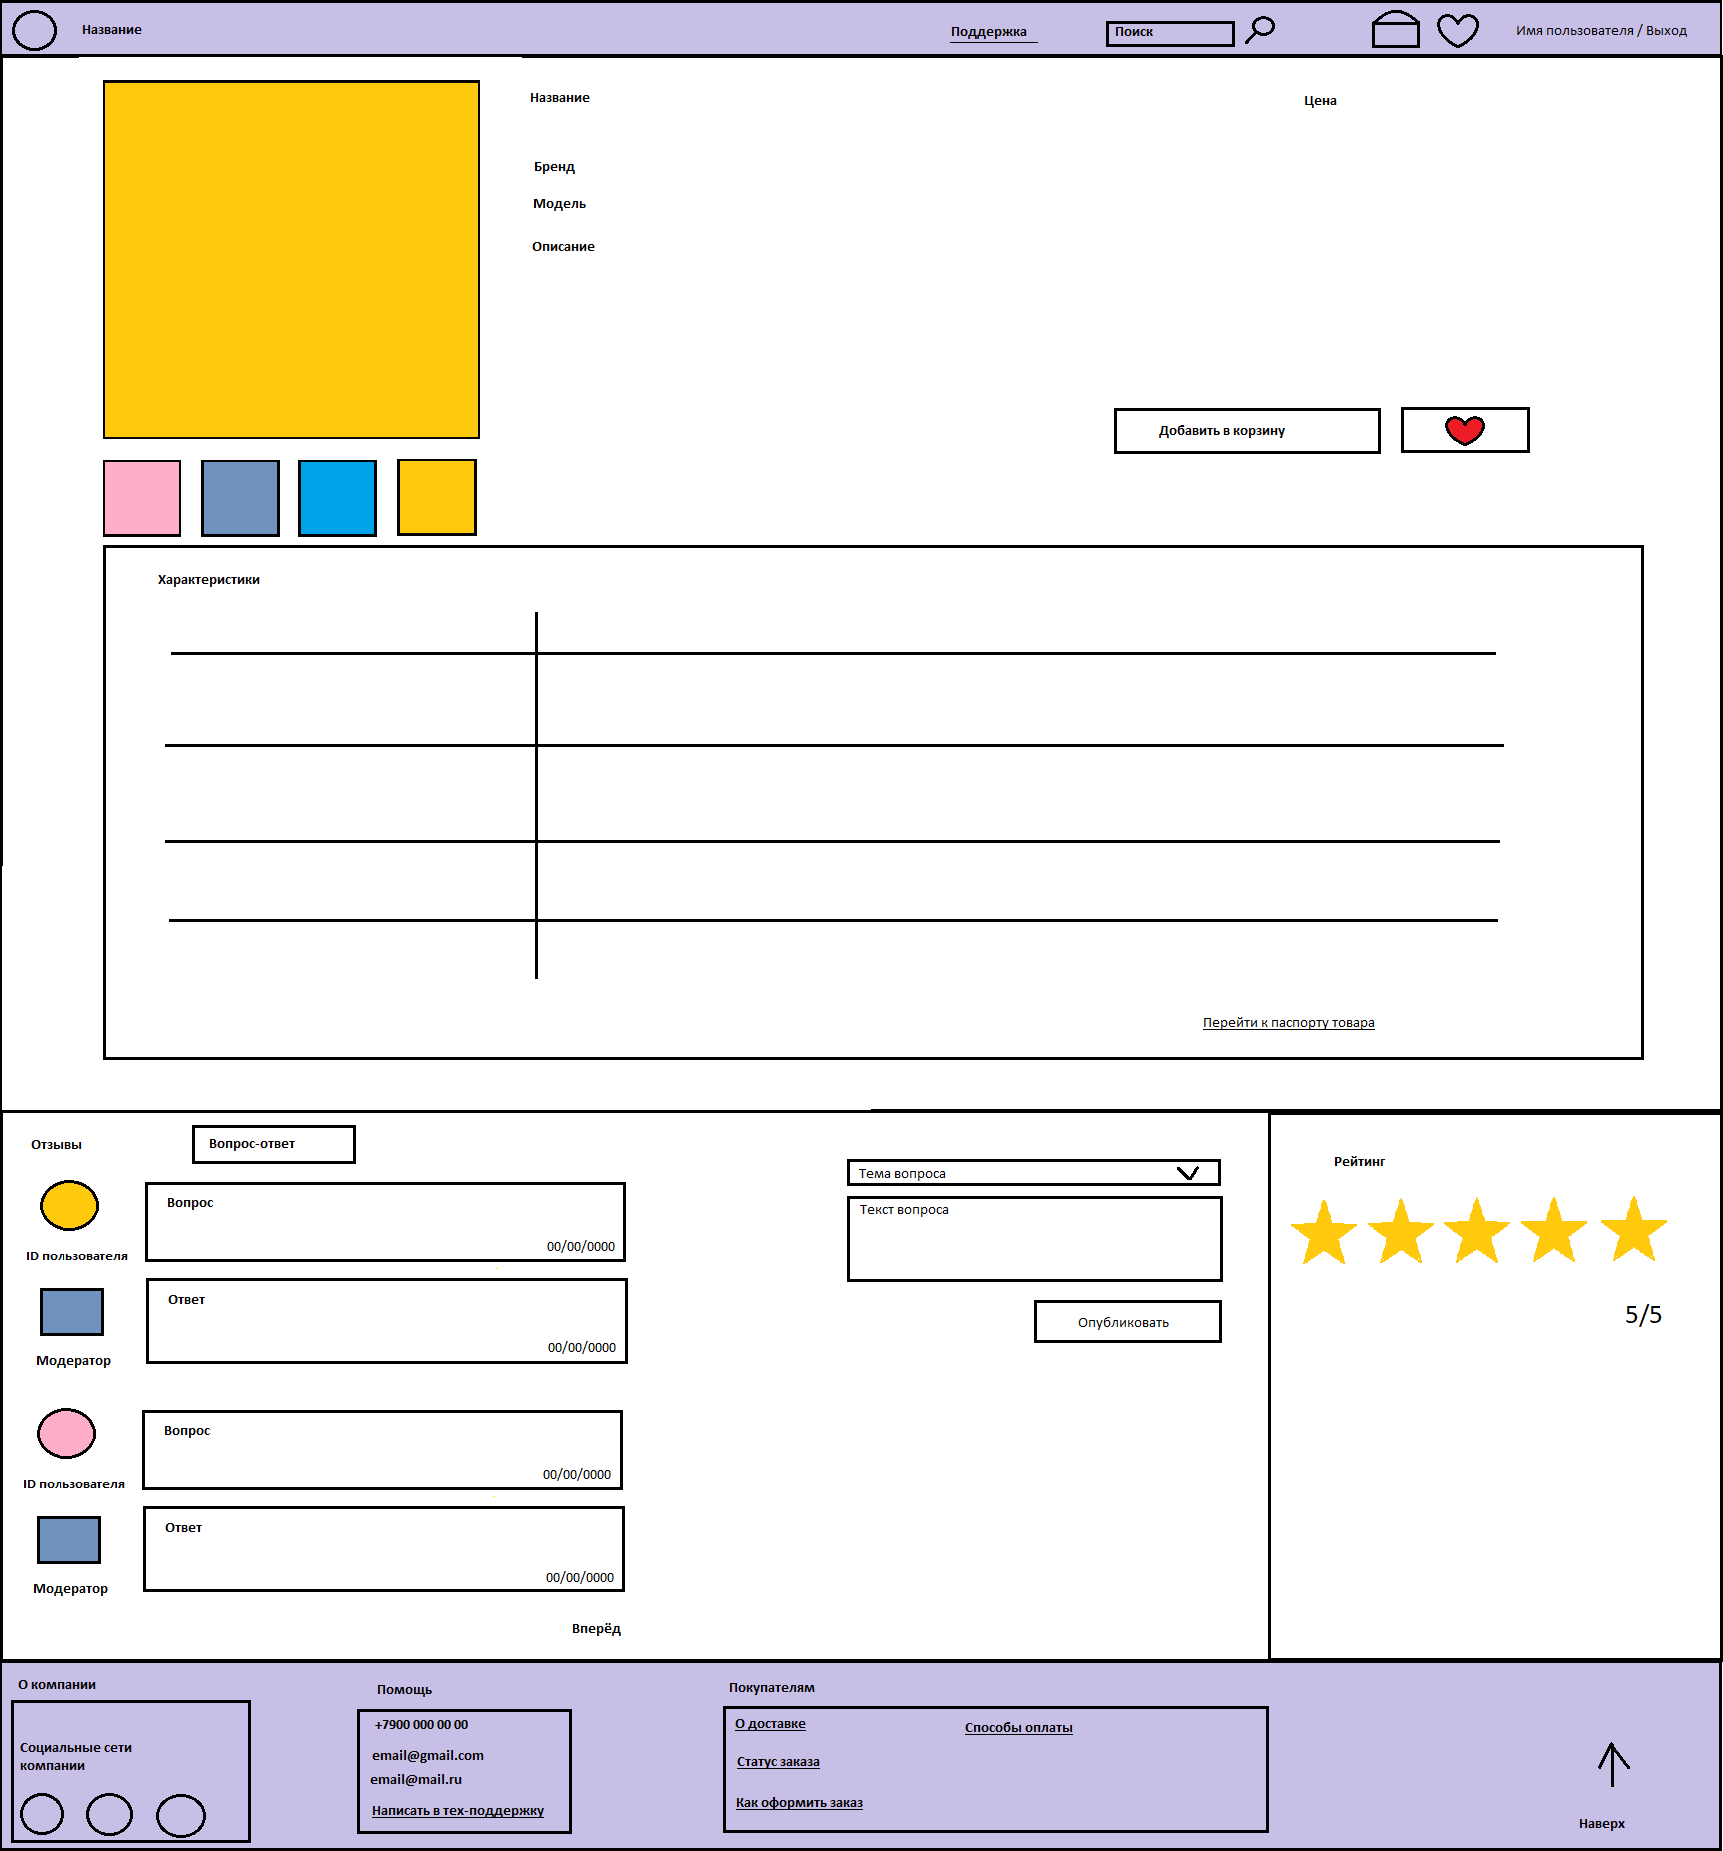 Название
Поддержка
Поиск
Имя пользователя / Выход
Название
Цена
Бренд
Модель
Описание
Добавить в корзину
Характеристики
Перейти к паспорту товара
Отзывы
Вопрос-ответ
Вопрос
00/00/0000
ID пользователя
Ответ
00/00/0000
Модератор
Вопрос
00/00/0000
ID пользователя
Ответ
00/00/0000
Модератор
Вперёд
Тема вопроса
Текст вопроса
Опубликовать
Рейтинг
5/5
О компании
Социальные сети
компании
Помощь
+7900 000 00 00
email@gmail.com
email@mail.ru
Написать в тех-поддержку
Покупателям
О доставке
Способы оплаты
Статус заказа
Как оформить заказ
Наверх